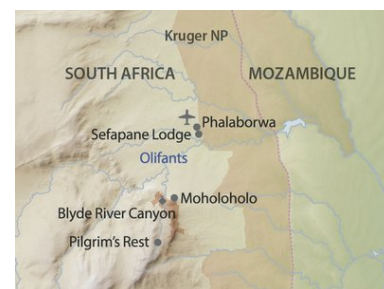 Kruger NP
SOUTH AFRICA MOZAMBIQUE
Phalaborwa
Sefapane Lodge
Olifants
Moholoholo
Blyde River Canyon
Pilgrim's Rest